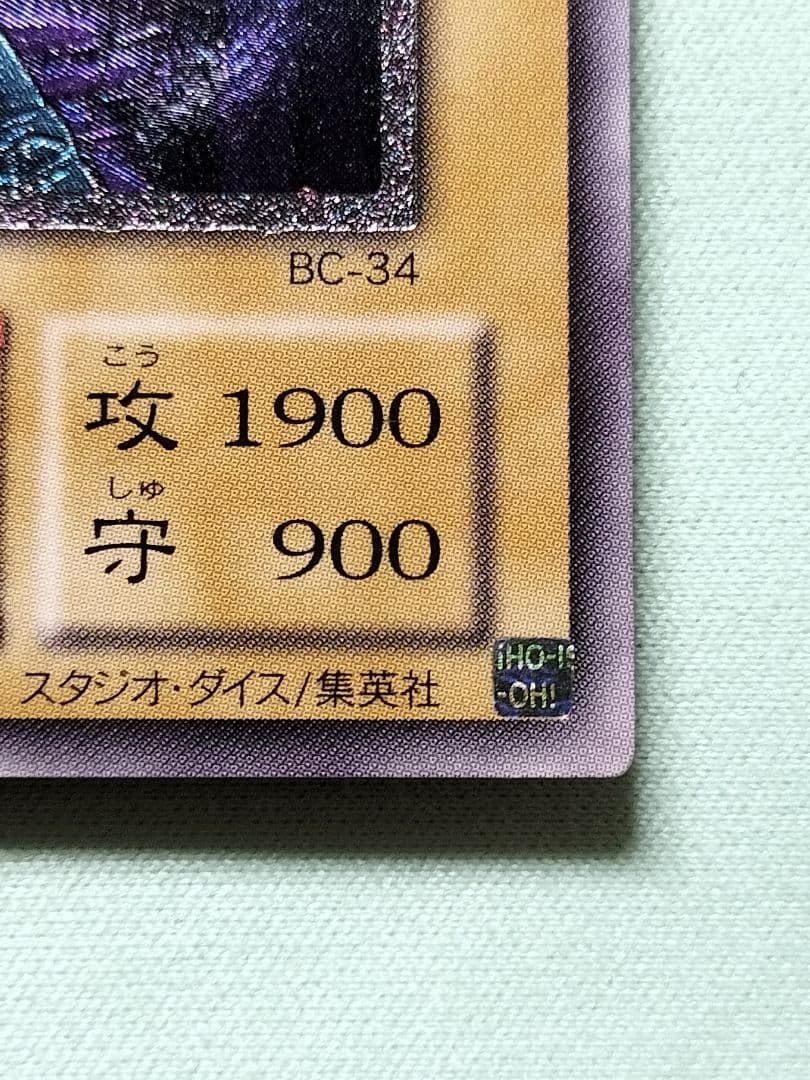 BC-34
こう
攻 1900
しゅ
守 900
スタジオ・ダイス/集英社
-OH!